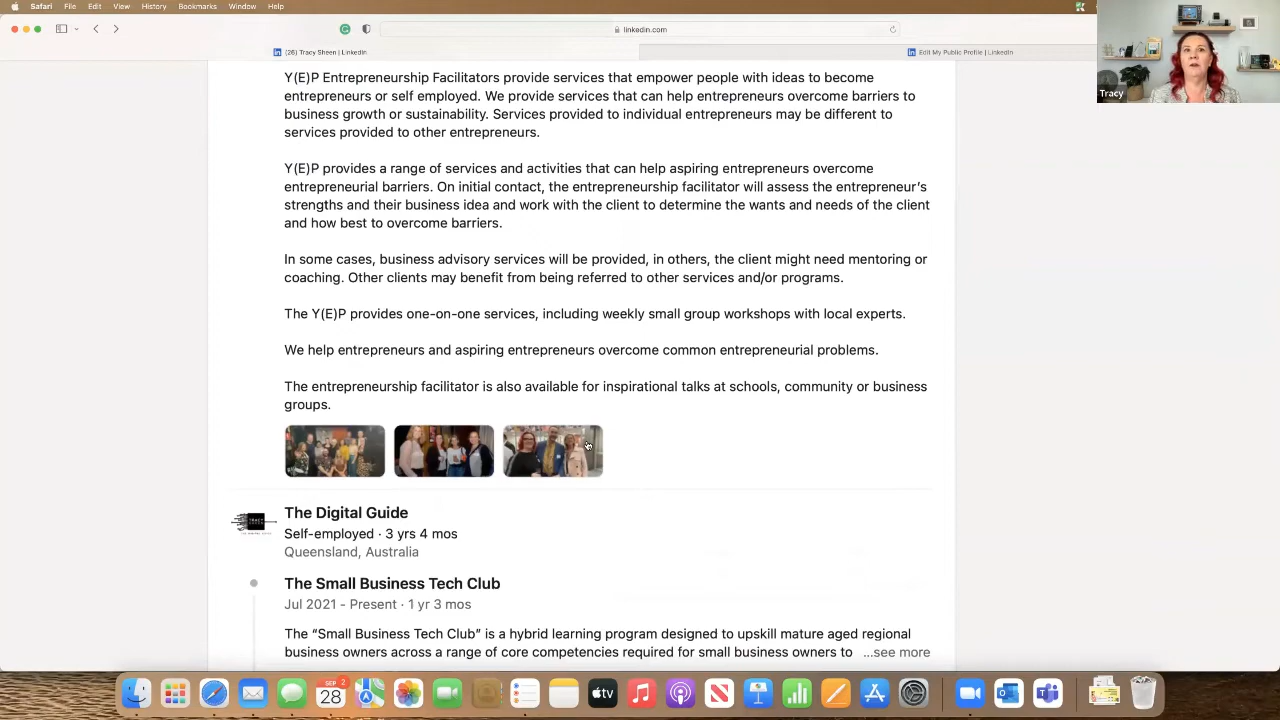 Safari File Edit View History Bookmarks Window Help
linkedin.com
(26) Tracy Sheen | LinkedIn
Edit My Public Profile | LinkedIn
Tracy
Y(E)P Entrepreneurship Facilitators provide services that empower people with ideas to become
entrepreneurs or self employed. We provide services that can help entrepreneurs overcome barriers to
business growth or sustainability. Services provided to individual entrepreneurs may be different to
services provided to other entrepreneurs.
Y(E)P provides a range of services and activities that can help aspiring entrepreneurs overcome
entrepreneurial barriers. On initial contact, the entrepreneurship facilitator will assess the entrepreneur's
strengths and their business idea and work with the client to determine the wants and needs of the client
and how best to overcome barriers.
In some cases, business advisory services will be provided, in others, the client might need mentoring or
coaching. Other clients may benefit from being referred to other services and/or programs.
The Y(E)P provides one-on-one services, including weekly small group workshops with local experts.
We help entrepreneurs and aspiring entrepreneurs overcome common entrepreneurial problems.
The entrepreneurship facilitator is also available for inspirational talks at schools, community or business
groups.
The Digital Guide
Self-employed · 3 yrs 4 mos
Queensland, Australia
The Small Business Tech Club
Jul 2021 - Present · 1 yr 3 mos
The "Small Business Tech Club" is a hybrid learning program designed to upskill mature aged regional
business owners across a range of core competencies required for small business owners to ...see more
SEP 2
28
tv